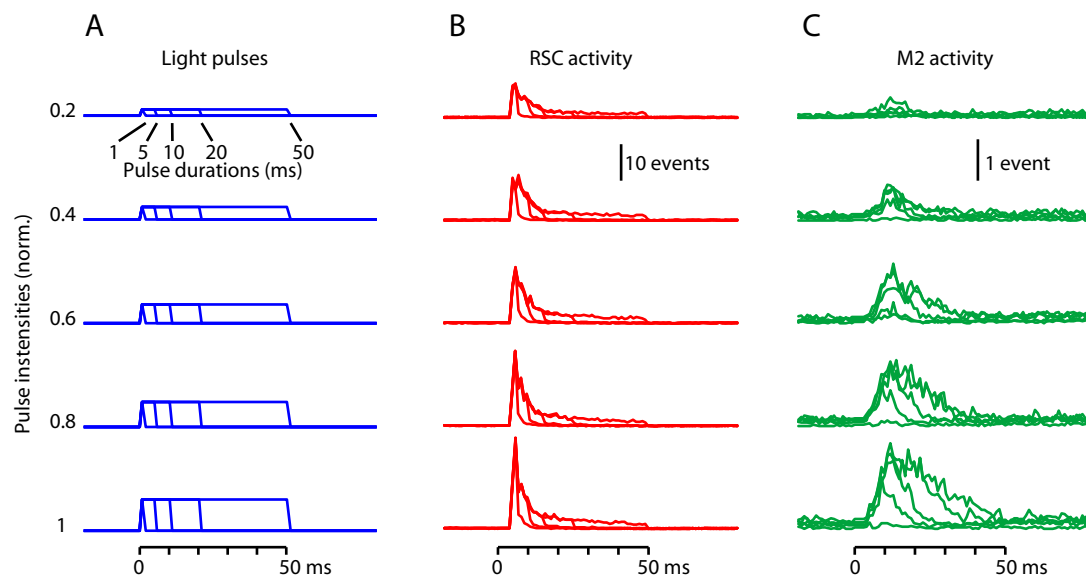 A
B
C
Light pulses
RSC activity
M2 activity
0.2
1 5 10 20 50
Pulse durations (ms)
10 events
1 event
0.4
0.6
0.8
1
Pulse instensities (norm.)
0 50 ms
0 50 ms
0 50 ms